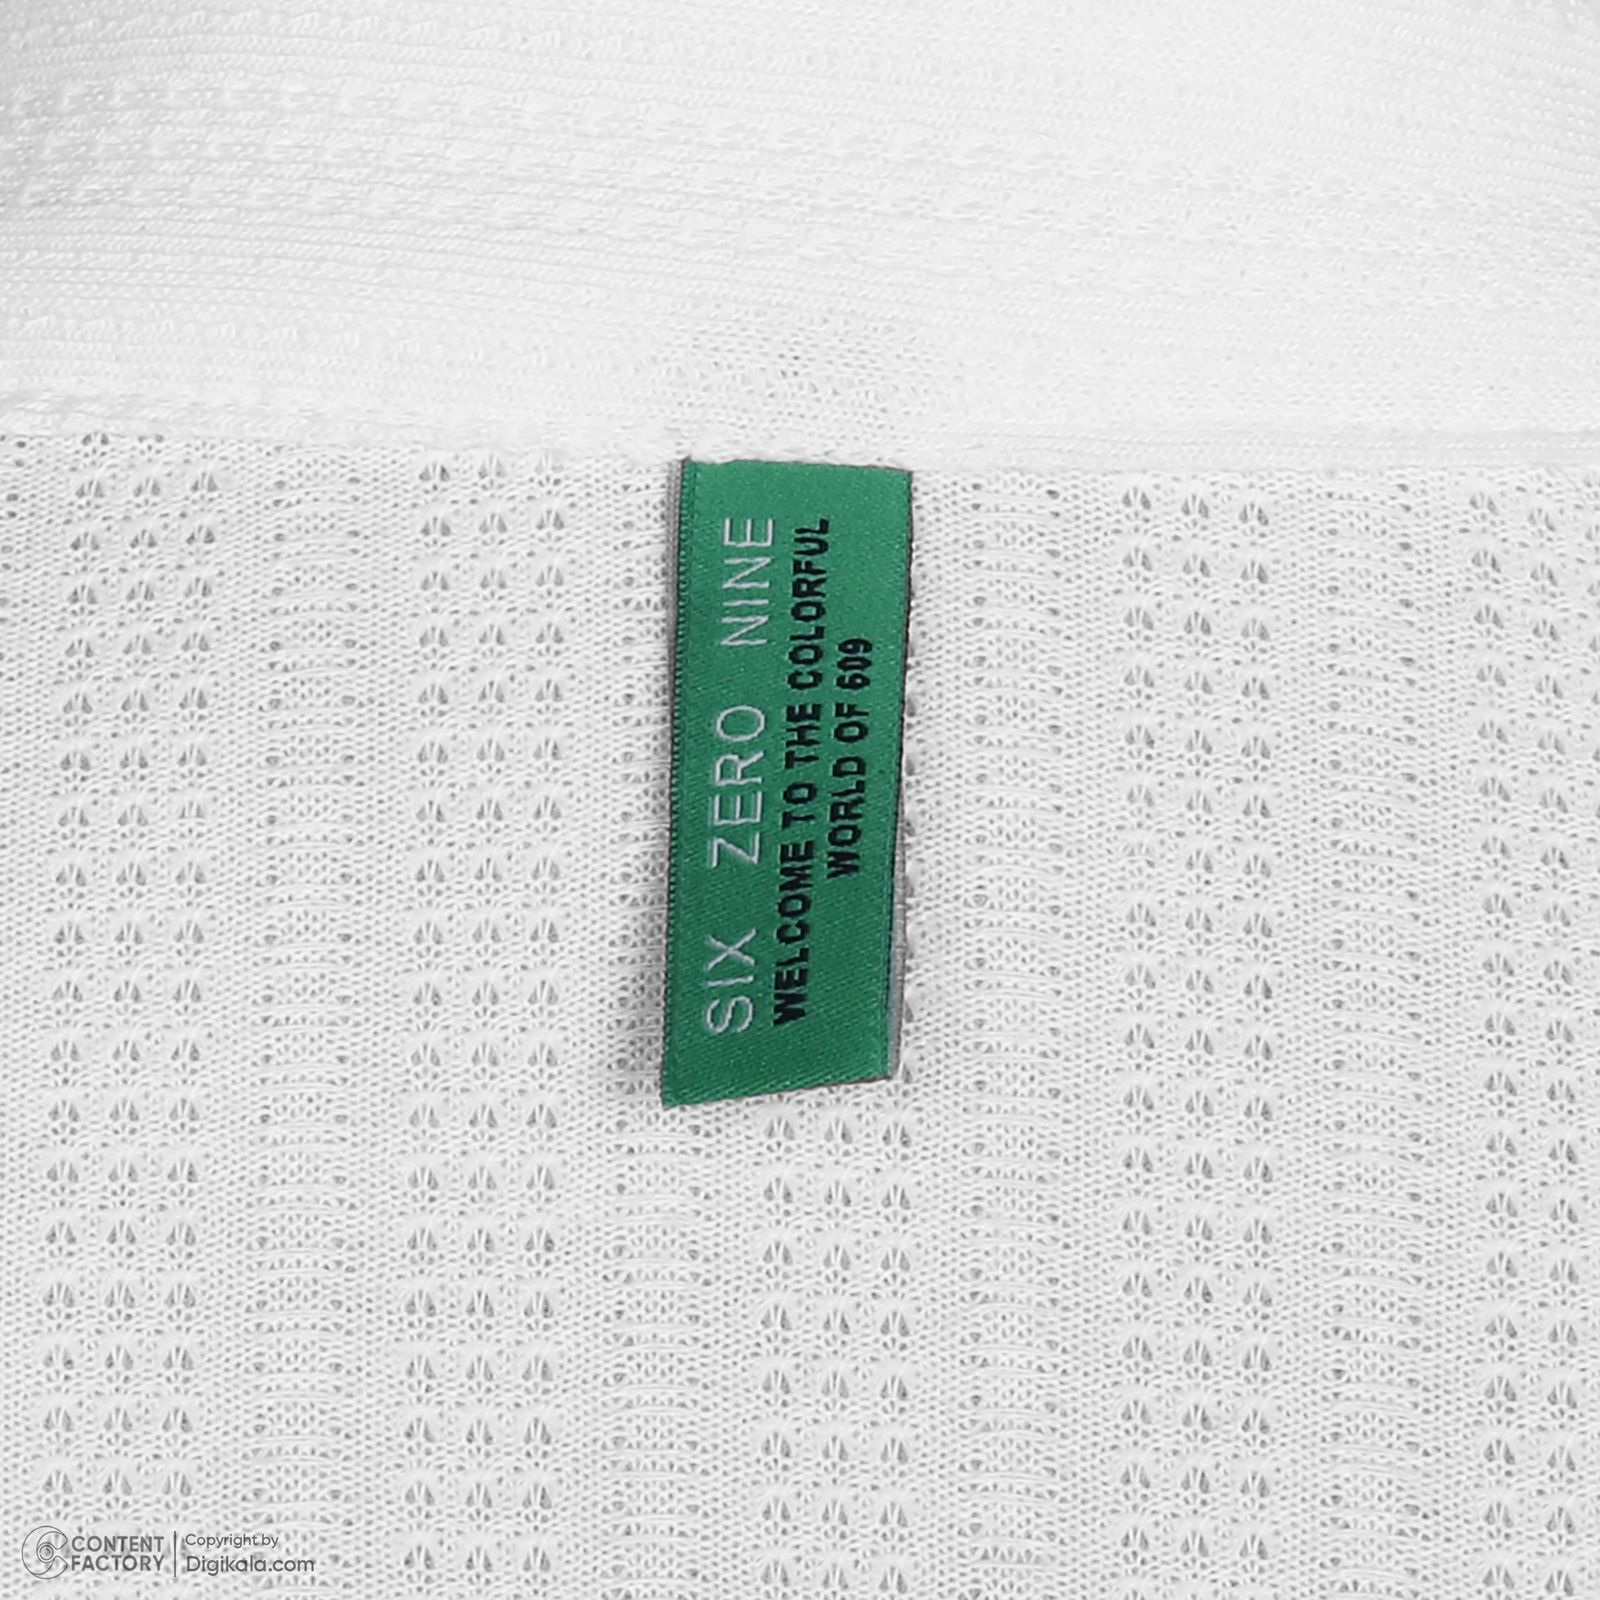 SIX ZERO NINE
WELCOME TO THE COLORFUL
WORLD OF 609
CONTENT
FACTORY
Copyright by
Digikala.com